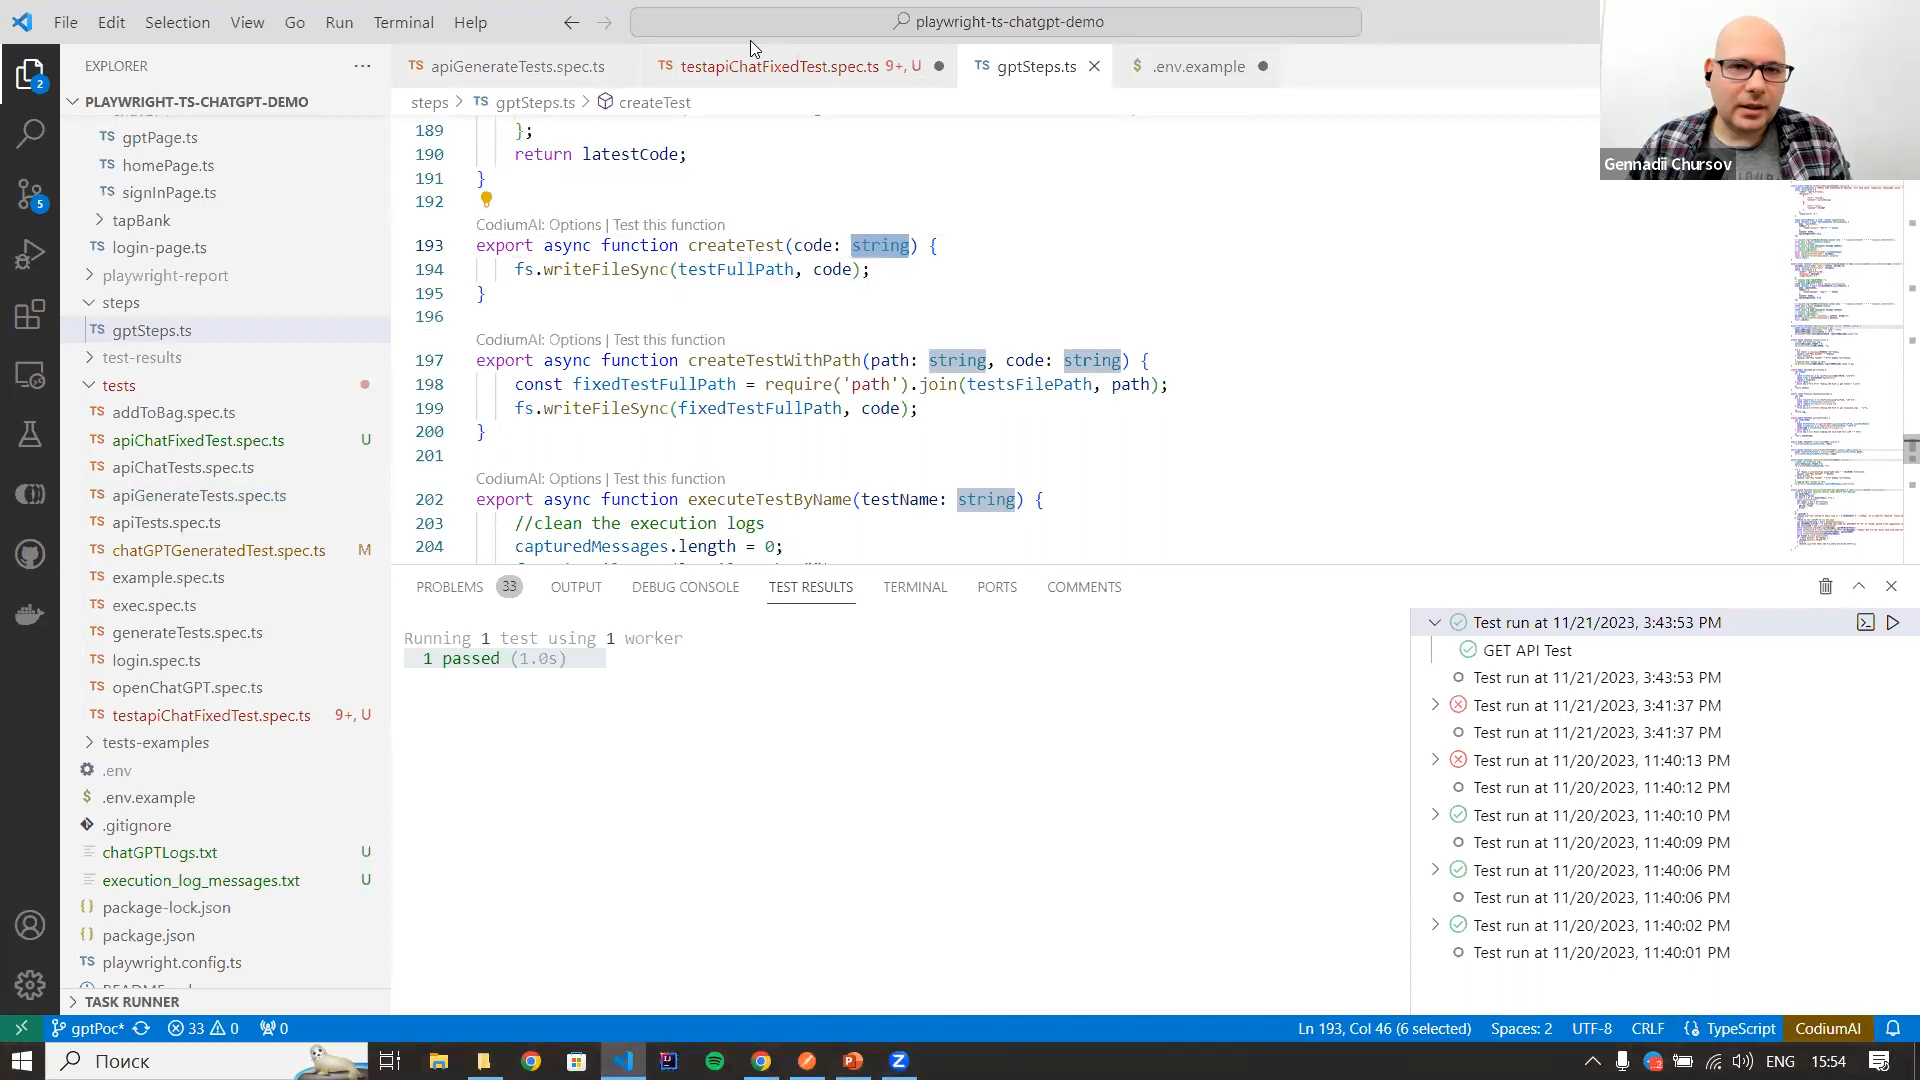 File Edit Selection View Go Run Terminal Help
playwright-ts-chatgpt-demo
Gennadii Chursov
EXPLORER
2
5
PLAYWRIGHT-TS-CHATGPT-DEMO
TS gptPage.ts
TS homePage.ts
TS signInPage.ts
tapBank
TS login-page.ts
playwright-report
steps
TS gptSteps.ts
test-results
tests
TS addToBag.spec.ts
TS apiChatFixedTest.spec.ts U
TS apiChatTests.spec.ts
TS apiGenerateTests.spec.ts
TS apiTests.spec.ts
TS chatGPTGeneratedTest.spec.ts M
TS example.spec.ts
TS exec.spec.ts
TS generateTests.spec.ts
TS login.spec.ts
TS openChatGPT.spec.ts
TS testapiChatFixedTest.spec.ts 9+, U
tests-examples
.env
$ .env.example
.gitignore
chatGPTLogs.txt U
execution_log_messages.txt U
{} package-lock.json
{} package.json
TS playwright.config.ts
TASK RUNNER
TS apiGenerateTests.spec.ts
TS testapiChatFixedTest.spec.ts 9+, U
TS gptSteps.ts
$ .env.example
steps > TS gptSteps.ts > createTest
189 };
190 return latestCode;
191 }
192
CodiumAI: Options | Test this function
193 export async function createTest(code: string) {
194 fs.writeFileSync(testFullPath, code);
195 }
196
CodiumAI: Options | Test this function
197 export async function createTestWithPath(path: string, code: string) {
198 const fixedTestFullPath = require('path').join(testsFilePath, path);
199 fs.writeFileSync(fixedTestFullPath, code);
200 }
201
CodiumAI: Options | Test this function
202 export async function executeTestByName(testName: string) {
203 //clean the execution logs
204 capturedMessages.length = 0;
PROBLEMS 33 OUTPUT DEBUG CONSOLE TEST RESULTS TERMINAL PORTS COMMENTS
Running 1 test using 1 worker
1 passed (1.0s)
Test run at 11/21/2023, 3:43:53 PM
GET API Test
Test run at 11/21/2023, 3:43:53 PM
Test run at 11/21/2023, 3:41:37 PM
Test run at 11/21/2023, 3:41:37 PM
Test run at 11/20/2023, 11:40:13 PM
Test run at 11/20/2023, 11:40:12 PM
Test run at 11/20/2023, 11:40:10 PM
Test run at 11/20/2023, 11:40:09 PM
Test run at 11/20/2023, 11:40:06 PM
Test run at 11/20/2023, 11:40:06 PM
Test run at 11/20/2023, 11:40:02 PM
Test run at 11/20/2023, 11:40:01 PM
gptPoc* 33 0 0
Ln 193, Col 46 (6 selected) Spaces: 2 UTF-8 CRLF {} TypeScript CodiumAI
Поиск
ENG 15:54